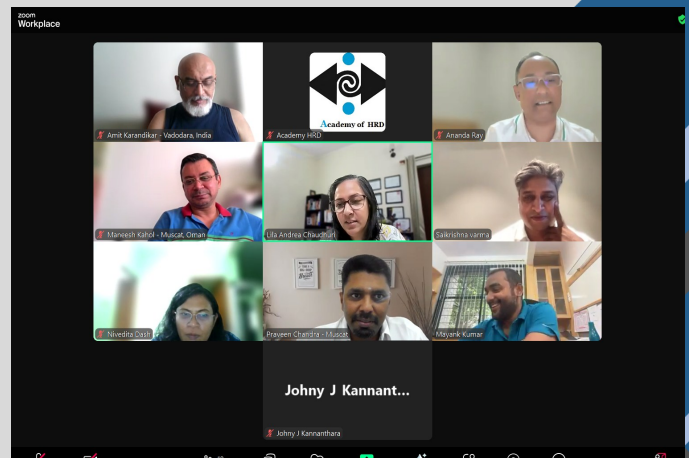 zoom
Workplace
Amit Karandikar - Vadodara, India
Academy of HRD
Academy HRD
Ananda Ray
Maneesh Kahol - Muscat, Oman
Lila Andrea Chaudhuri
Saikrishna varma
Nivedita Dash
Praveen Chandra - Muscat
Mayank Kumar
Johny J Kannant...
Johny J Kannanthara